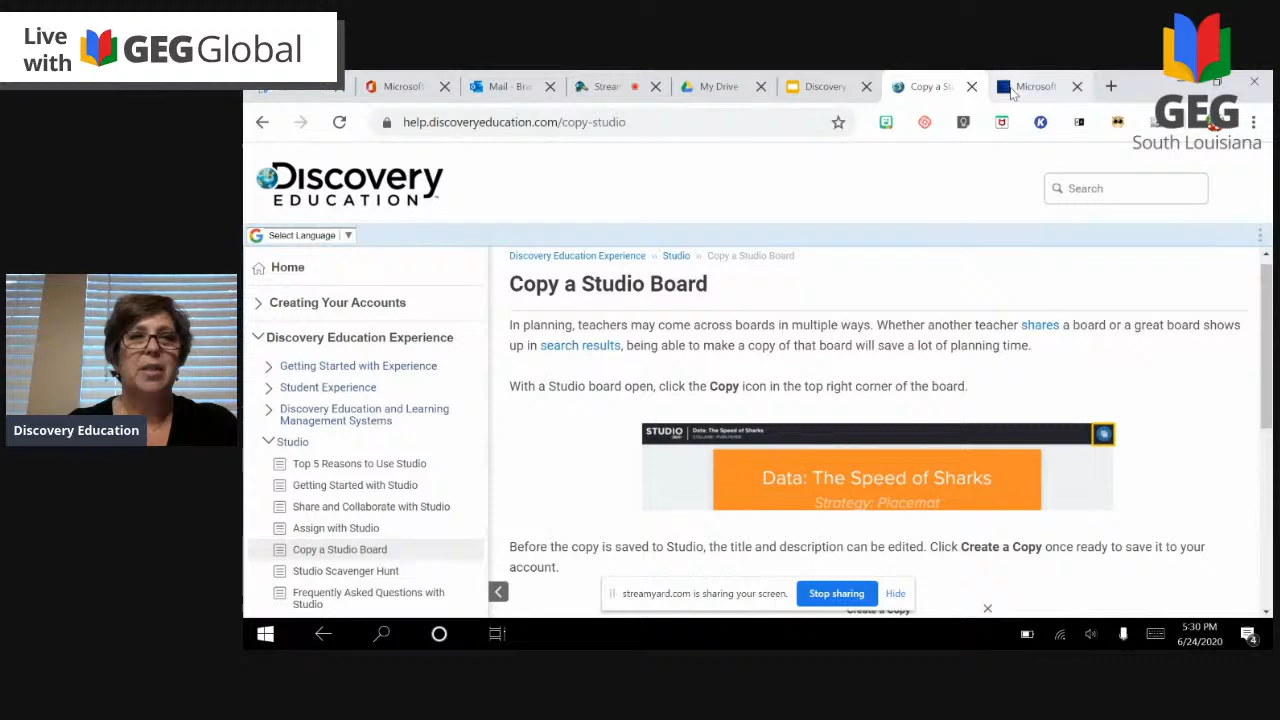 Live
with
GEG Global
GEG
South Louisiana
Microsof
Mail - Bra
Stream
My Drive
Discovery
Copy a Stu
Microsoft
help.discoveryeducation.com/copy-studio
Discovery
EDUCATION
Search
Select Language
Discovery Education Experience » Studio » Copy a Studio Board
Home
Creating Your Accounts
Discovery Education Experience
Getting Started with Experience
Student Experience
Discovery Education and Learning
Management Systems
Studio
Top 5 Reasons to Use Studio
Getting Started with Studio
Share and Collaborate with Studio
Assign with Studio
Copy a Studio Board
Studio Scavenger Hunt
Frequently Asked Questions with
Studio
Copy a Studio Board
In planning, teachers may come across boards in multiple ways. Whether another teacher shares a board or a great board shows
up in search results, being able to make a copy of that board will save a lot of planning time.
With a Studio board open, click the Copy icon in the top right corner of the board.
STUDIO
Data: The Speed of Sharks
Data: The Speed of Sharks
Strategy: Placemat
Before the copy is saved to Studio, the title and description can be edited. Click Create a Copy once ready to save it to your
account.
streamyard.com is sharing your screen.
Stop sharing
Hide
Create a Copy
Discovery Education
5:30 PM
6/24/2020
4